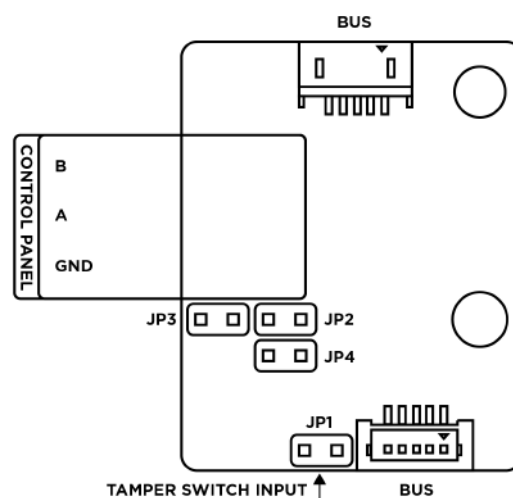 BUS
CONTROL PANEL
B
A
GND
JP3
JP2
JP4
JP1
TAMPER SWITCH INPUT
BUS